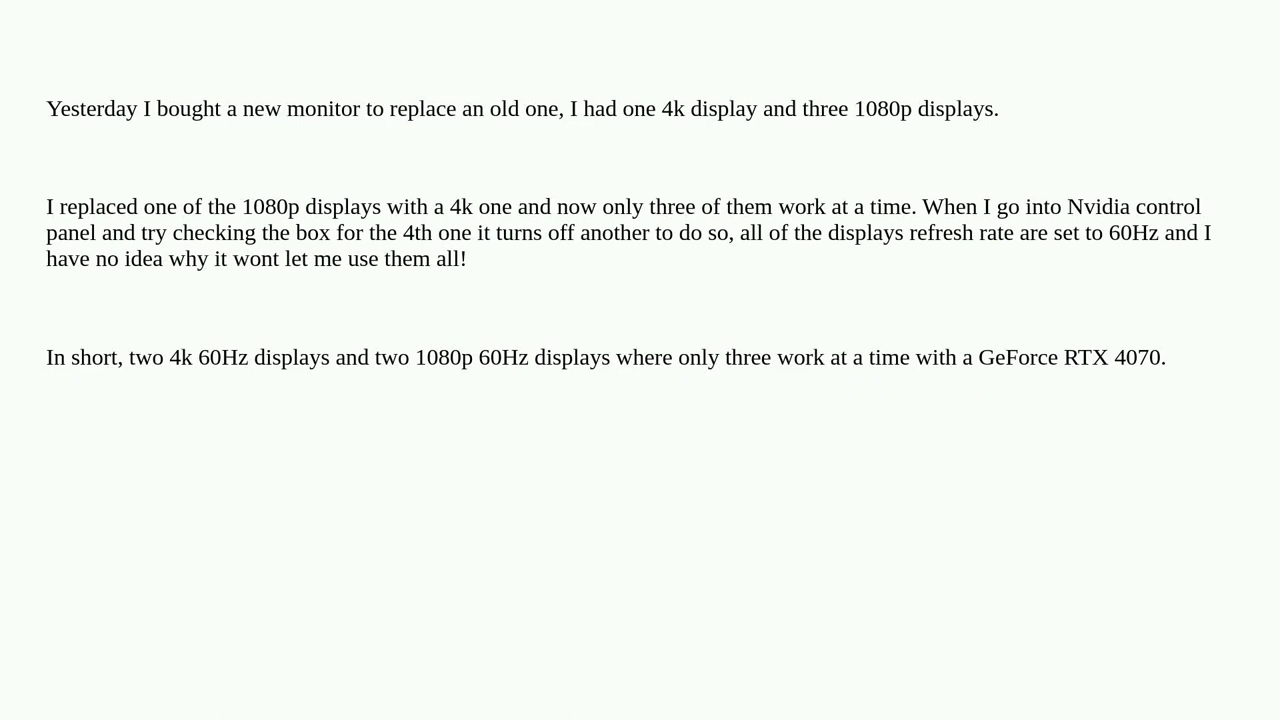 Yesterday I bought a new monitor to replace an old one, I had one 4k display and three 1080p displays.
I replaced one of the 1080p displays with a 4k one and now only three of them work at a time. When I go into Nvidia control
panel and try checking the box for the 4th one it turns off another to do so, all of the displays refresh rate are set to 60Hz and I
have no idea why it wont let me use them all!
In short, two 4k 60Hz displays and two 1080p 60Hz displays where only three work at a time with a GeForce RTX 4070.